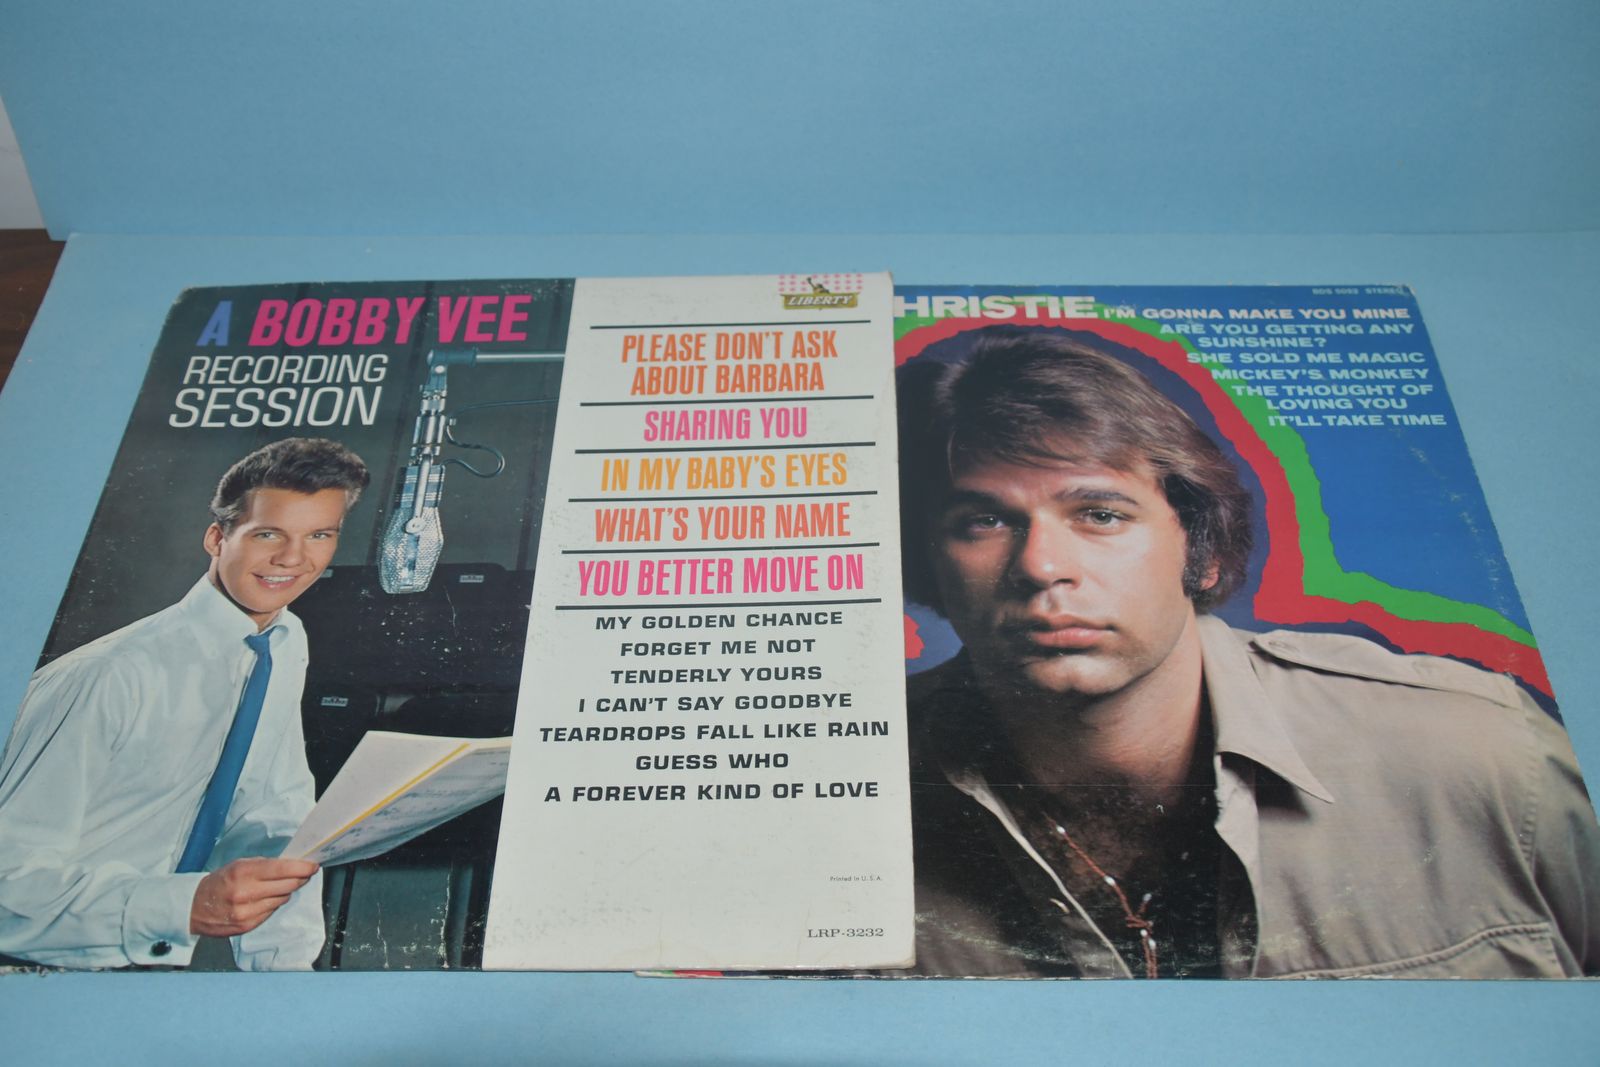 A BOBBY VEE
RECORDING
SESSION
LIBERTY
PLEASE DON'T ASK
ABOUT BARBARA
SHARING YOU
IN MY BABY'S EYES
WHAT'S YOUR NAME
YOU BETTER MOVE ON
MY GOLDEN CHANCE
FORGET ME NOT
TENDERLY YOURS
I CAN'T SAY GOODBYE
TEARDROPS FALL LIKE RAIN
GUESS WHO
A FOREVER KIND OF LOVE
Printed in U. S. A.
LRP-3232
BDS 5093 STEREO
HRISTIE
I'M GONNA MAKE YOU MINE
ARE YOU GETTING ANY
SUNSHINE?
SHE SOLD ME MAGIC
MICKEY'S MONKEY
THE THOUGHT OF
LOVING YOU
IT'LL TAKE TIME